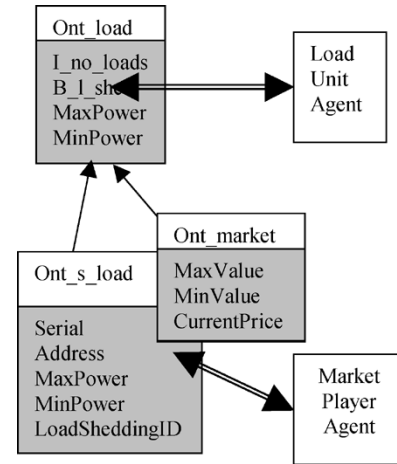 Ont_load
I_no_loads
MaxPower
MinPower
Load
Unit
Agent
Ont_market
MaxValue
MinValue
CurrentPrice
Ont_s_load
Serial
Address
MaxPower
MinPower
LoadSheddingID
Market
Player
Agent